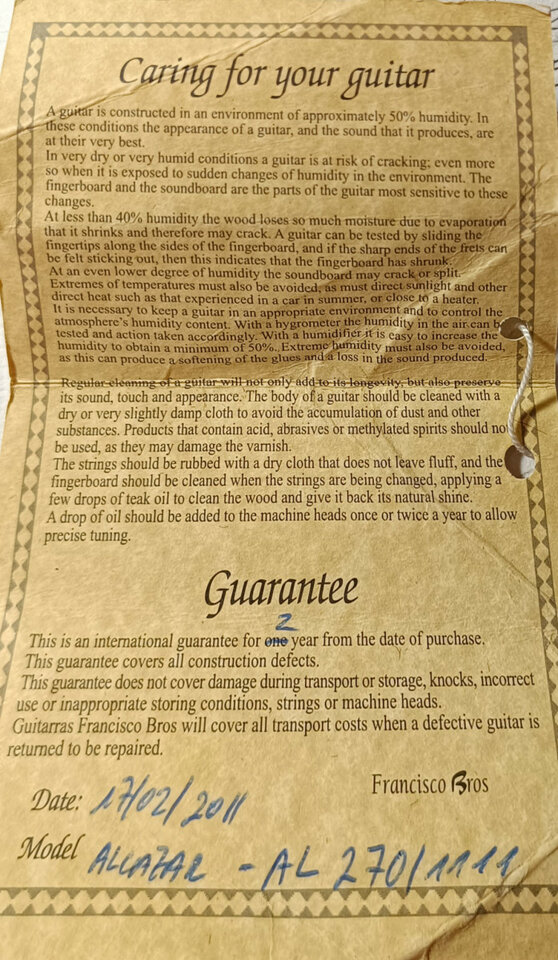 Caring for your guitar
A guitar is constructed in an environment of approximately 50% humidity. In
these conditions the appearance of a guitar, and the sound that it produces, are
at their very best.
In very dry or very humid conditions a guitar is at risk of cracking; even more
so when it is exposed to sudden changes of humidity in the environment. The
fingerboard and the soundboard are the parts of the guitar most sensitive to these
changes.
At less than 40% humidity the wood loses so much moisture due to evaporation
that it shrinks and therefore may crack. A guitar can be tested by sliding the
fingertips along the sides of the fingerboard, and if the sharp ends of the frets can
be felt sticking out, then this indicates that the fingerboard has shrunk.
At an even lower degree of humidity the soundboard may crack or split.
Extremes of temperatures must also be avoided, as must direct sunlight and other
direct heat such as that experienced in a car in summer, or close to a heater.
It is necessary to keep a guitar in an appropriate environment and to control the
atmosphere's humidity content. With a hygrometer the humidity in the air can b
tested and action taken accordingly. With a humidifier it is easy to increase the
humidity to obtain a minimum of 50%. Extreme humidity must also be avoided,
as this can produce a softening of the glues and a loss in the sound produced.
Regular cleaning of a guitar will not only add to its longevity, but also preserve
its sound, touch and appearance. The body of a guitar should be cleaned with a
dry or very slightly damp cloth to avoid the accumulation of dust and other
substances. Products that contain acid, abrasives or methylated spirits should no
be used, as they may damage the varnish.
The strings should be rubbed with a dry cloth that does not leave fluff, and the
fingerboard should be cleaned when the strings are being changed, applying a
few drops of teak oil to clean the wood and give it back its natural shine.
A drop of oil should be added to the machine heads once or twice a year to allow
precise tuning.
Guarantee
2
This is an international guarantee for one year from the date of purchase.
This guarantee covers all construction defects.
This guarantee does not cover damage during transport or storage, knocks, incorrect
use or inappropriate storing conditions, strings or machine heads.
Guitarras Francisco Bros will cover all transport costs when a defective guitar is
returned to be repaired.
Francisco Bros
Date: 17/02/2011
Model ALCAZAR - AL 270/1111